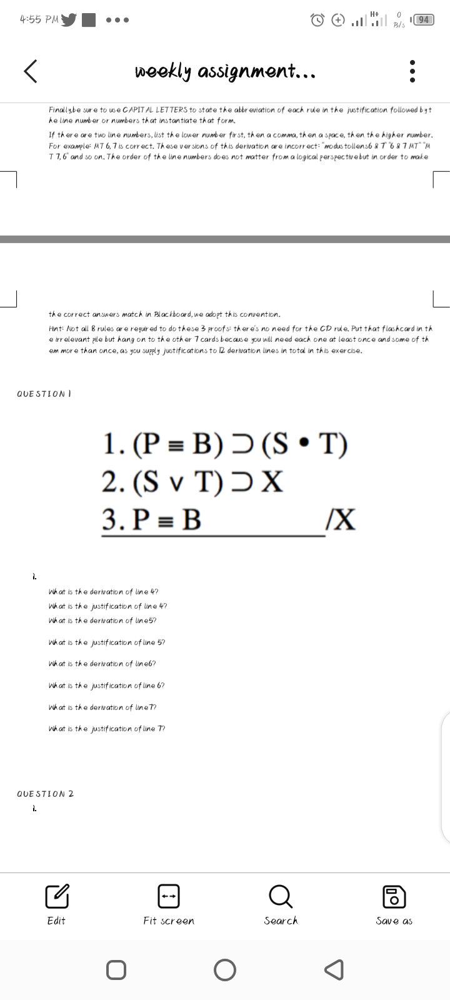 4:55 PM
H+
0
B/s
94
weekly assignment...
Finally,be sure to use CAPITAL LETTERS to state the abbreviation of each rule in the justification followed by t
he line number or numbers that instantiate that form.
If there are two line numbers, list the lower number first, then a comma, then a space, then the higher number.
For example: MT 6, 7 is correct. These versions of this derivation are incorrect: "modus tollens6 & 7" "6 & 7 MT" "M
T 7, 6" and so on. The order of the line numbers does not matter from a logical perspectivebut in order to make
the correct answers match in Blackboard, we adopt this convention.
Hint: Not all 8 rules are required to do these 3 proofs: there's no need for the CD rule. Put that flashcard in th
e irrelevant pile but hang on to the other 7 cards because you will need each one at least once and some of th
em more than once, as you supply justifications to 12 derivation lines in total in this exercise.
QUESTION 1
1. (P ≡ B) ⊃ (S • T)
2. (S v T) ⊃ X
3. P ≡ B /X
1.
What is the derivation of line 4?
What is the justification of line 4?
What is the derivation of line5?
What is the justification of line 5?
What is the derivation of line6?
What is the justification of line 6?
What is the derivation of line7?
What is the justification of line 7?
QUESTION 2
1.
Edit
Fit screen
Search
Save as